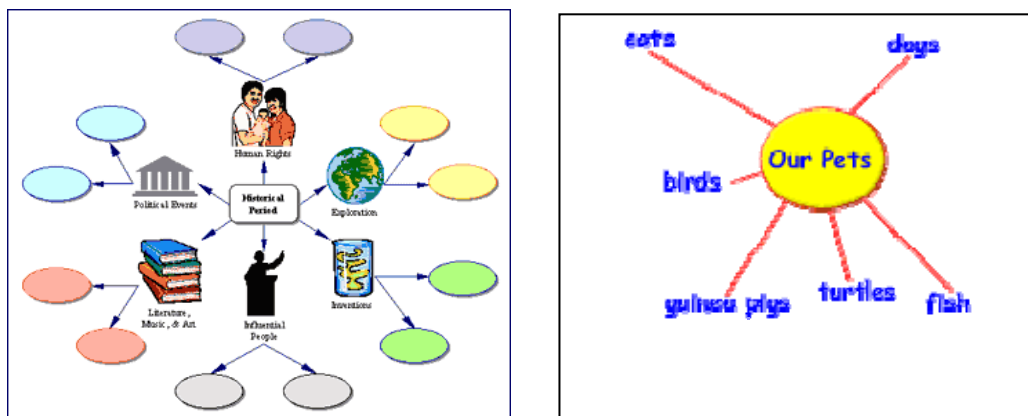 Human Rights
Political Events
Historical
Period
Exploration
Literature,
Music, & Art
Influential
People
Inventions
cats
dogs
Our Pets
birds
guinea pigs
turtles
fish